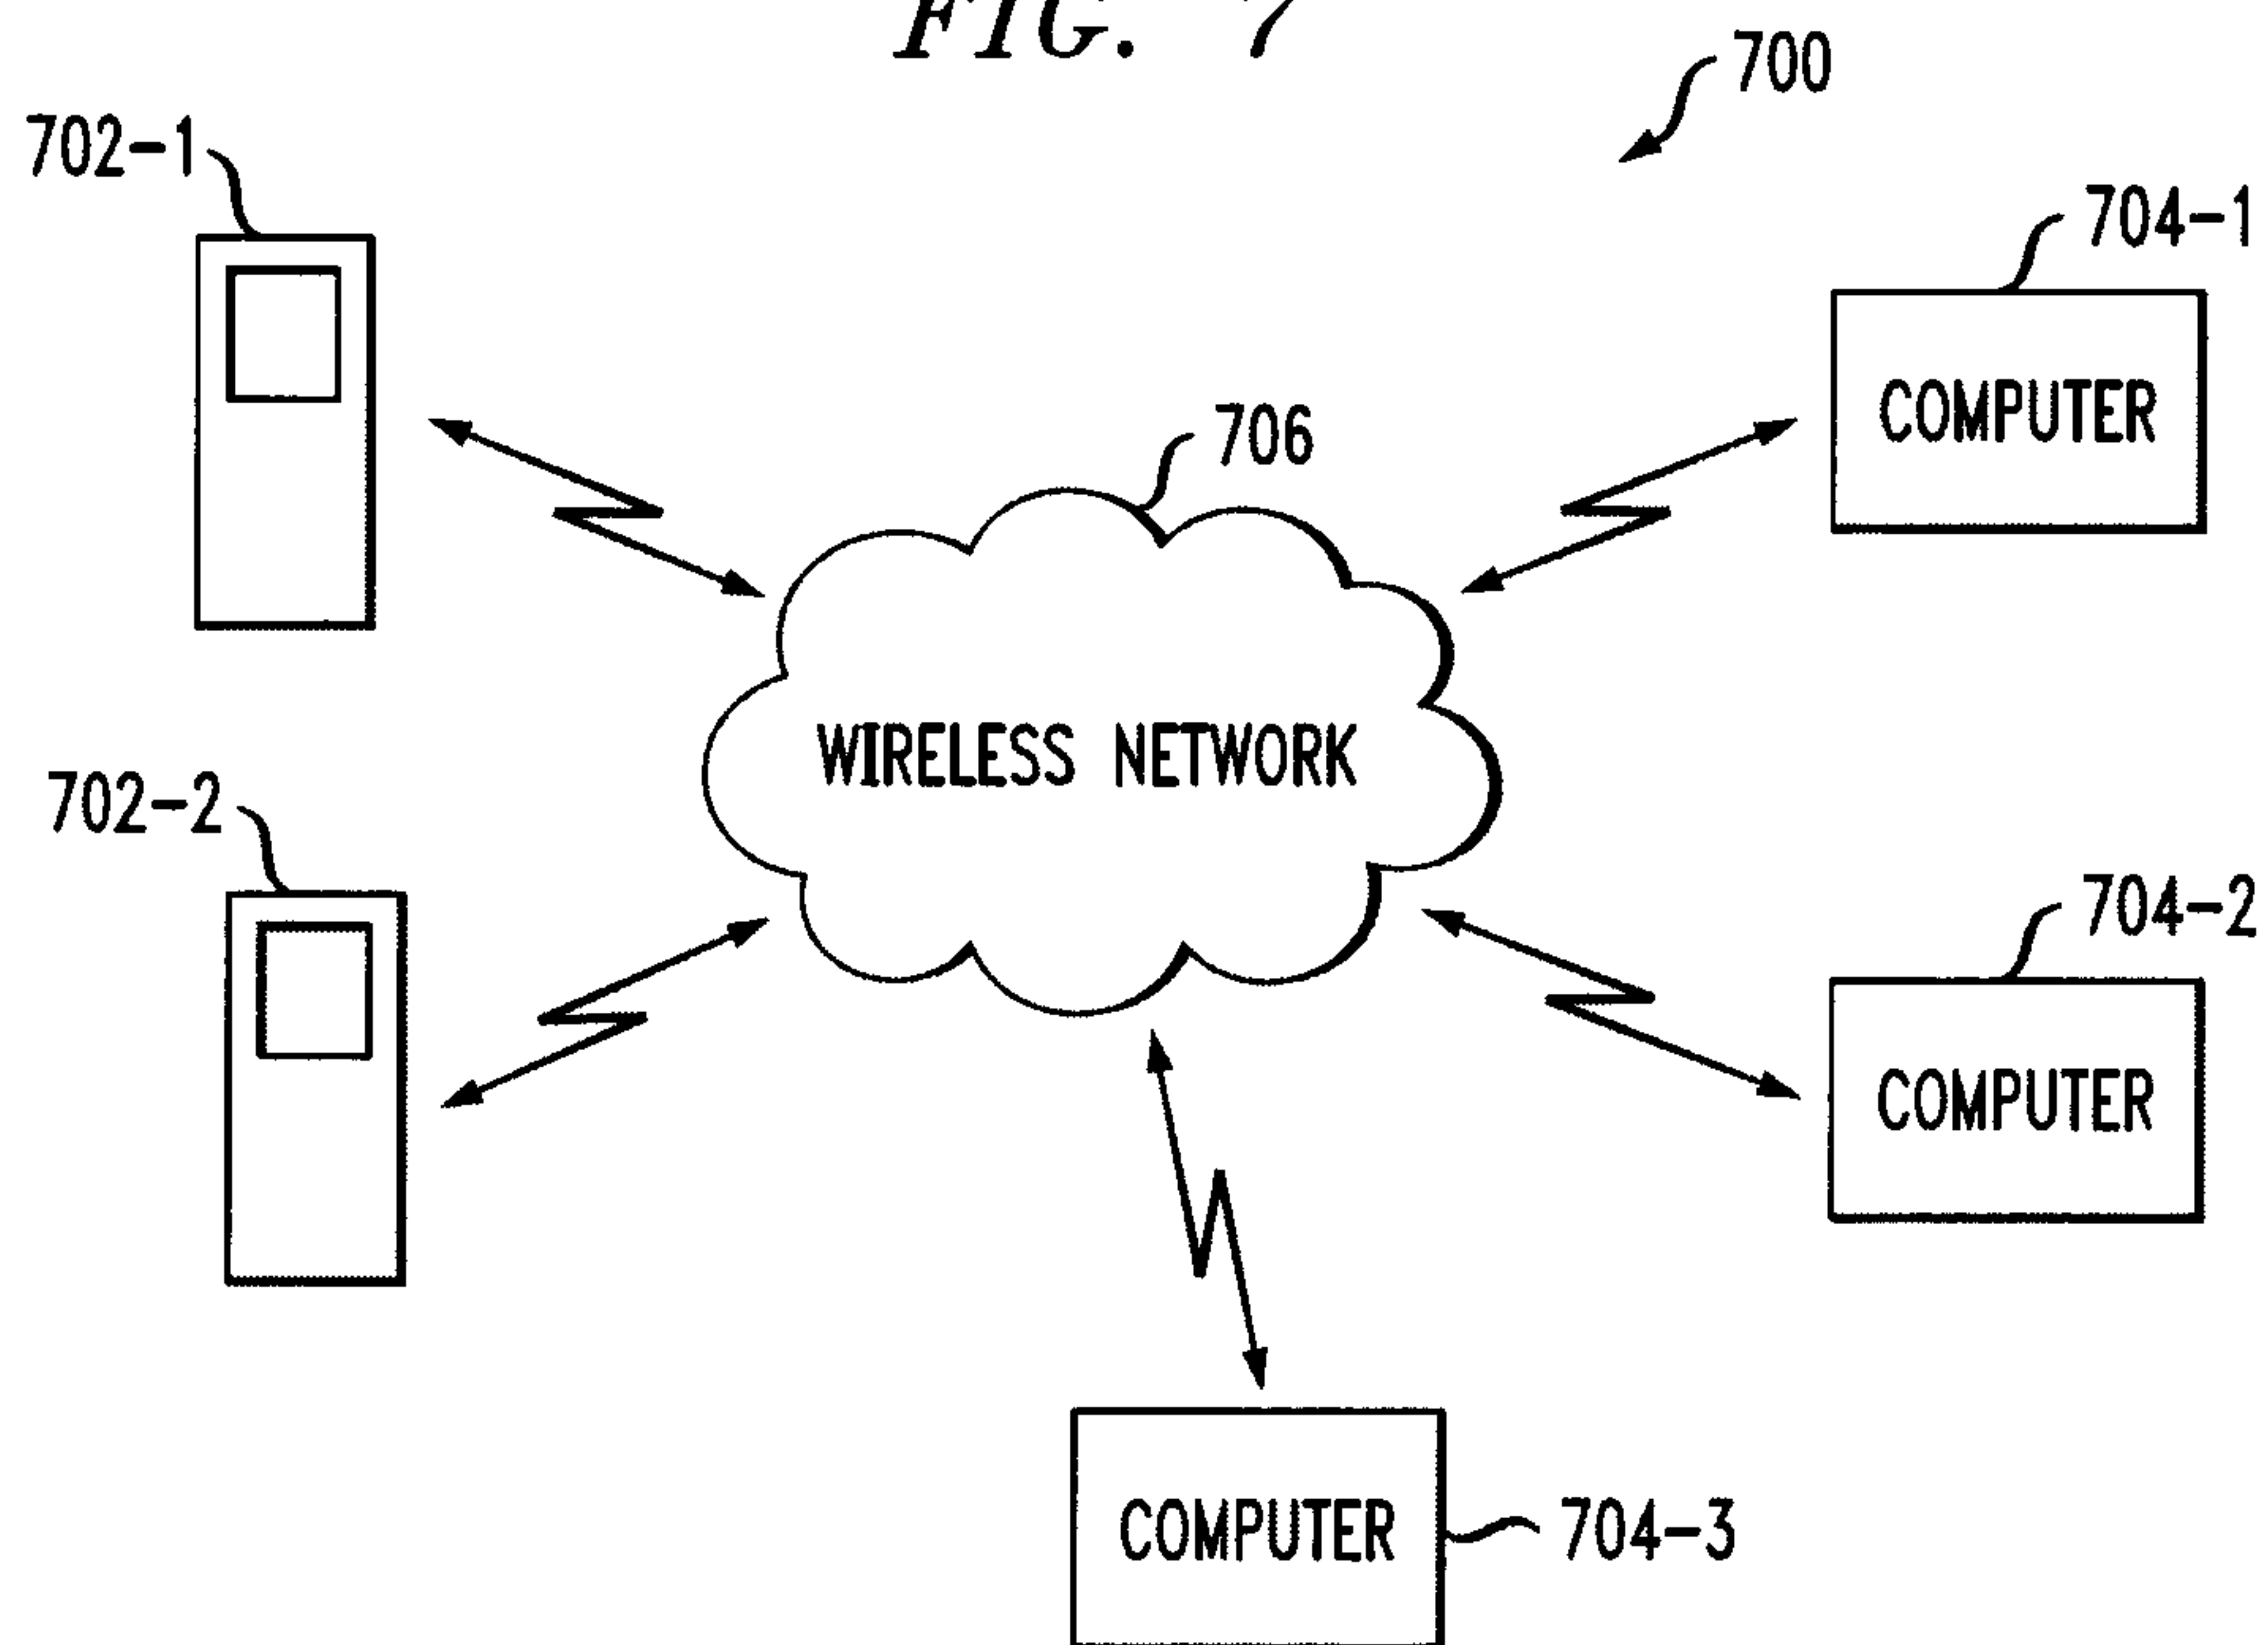 FIG. 7
700
702-1
704-1
COMPUTER
706
WIRELESS NETWORK
702-2
704-2
COMPUTER
COMPUTER
704-3